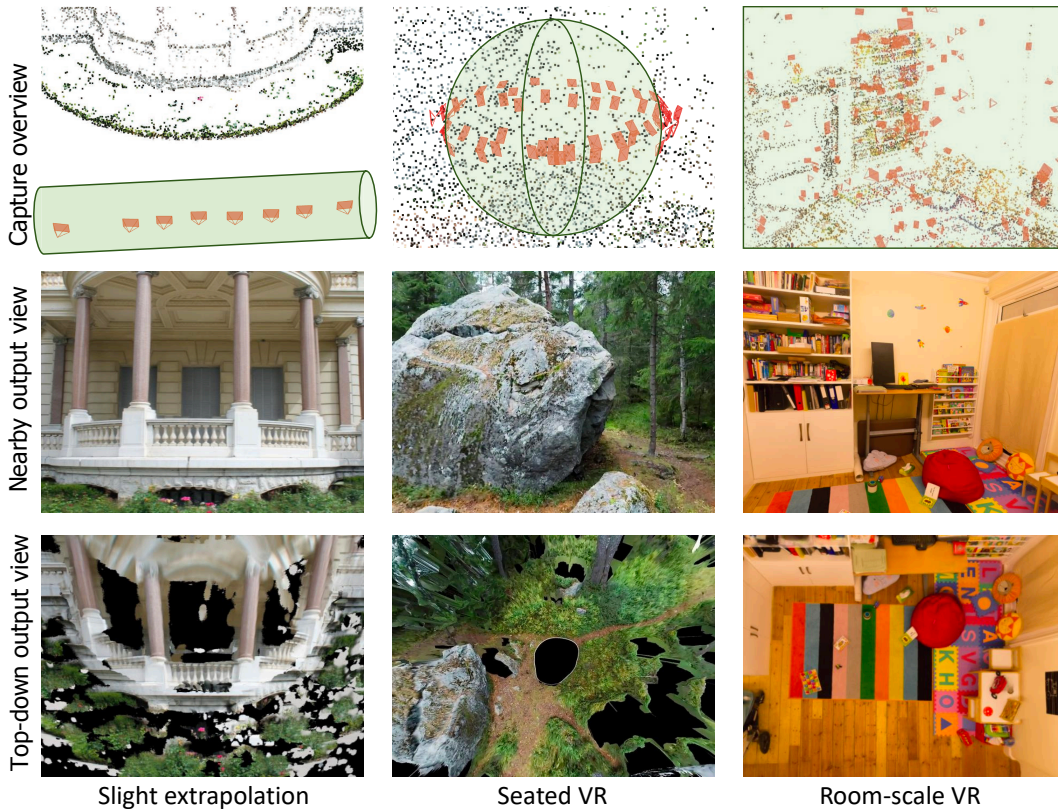 Capture overview
Nearby output view
Top-down output view
Slight extrapolation
Seated VR
Room-scale VR